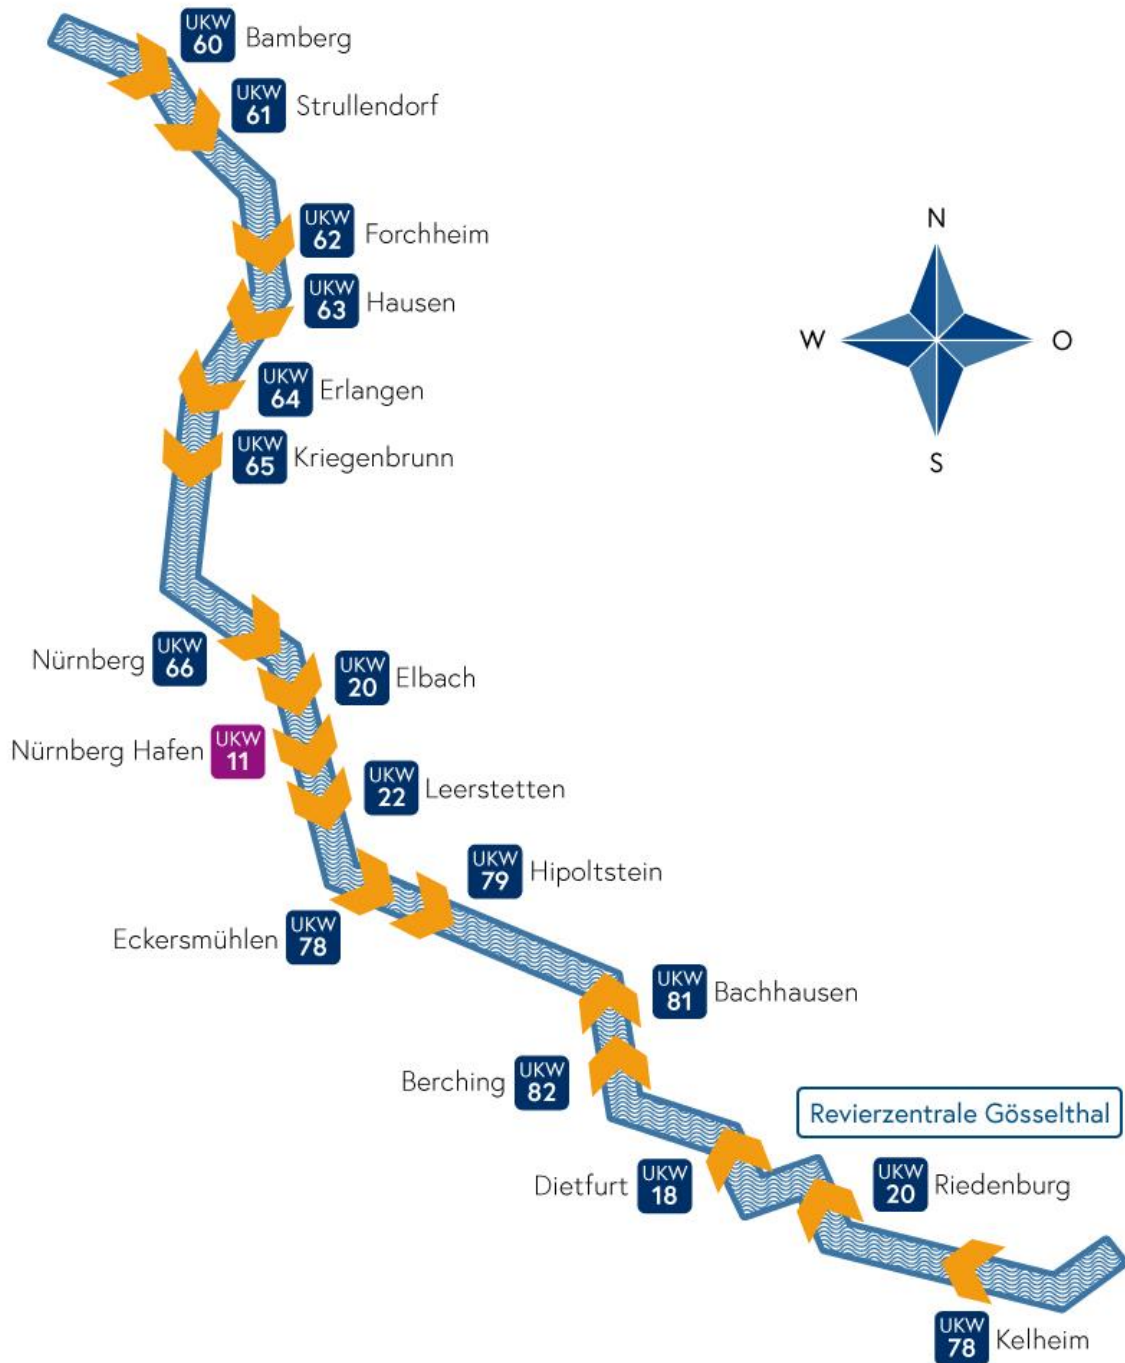 UKW
60
Bamberg
UKW
61
Strullendorf
UKW
62
Forchheim
UKW
63
Hausen
UKW
64
Erlangen
UKW
65
Kriegenbrunn
N
W
O
S
Nürnberg
UKW
66
UKW
20
Elbach
Nürnberg Hafen
UKW
11
UKW
22
Leerstetten
UKW
79
Hipoltstein
Eckersmühlen
UKW
78
UKW
81
Bachhausen
Berching
UKW
82
Revierzentrale Gösselthal
Dietfurt
UKW
18
UKW
20
Riedenburg
UKW
78
Kelheim